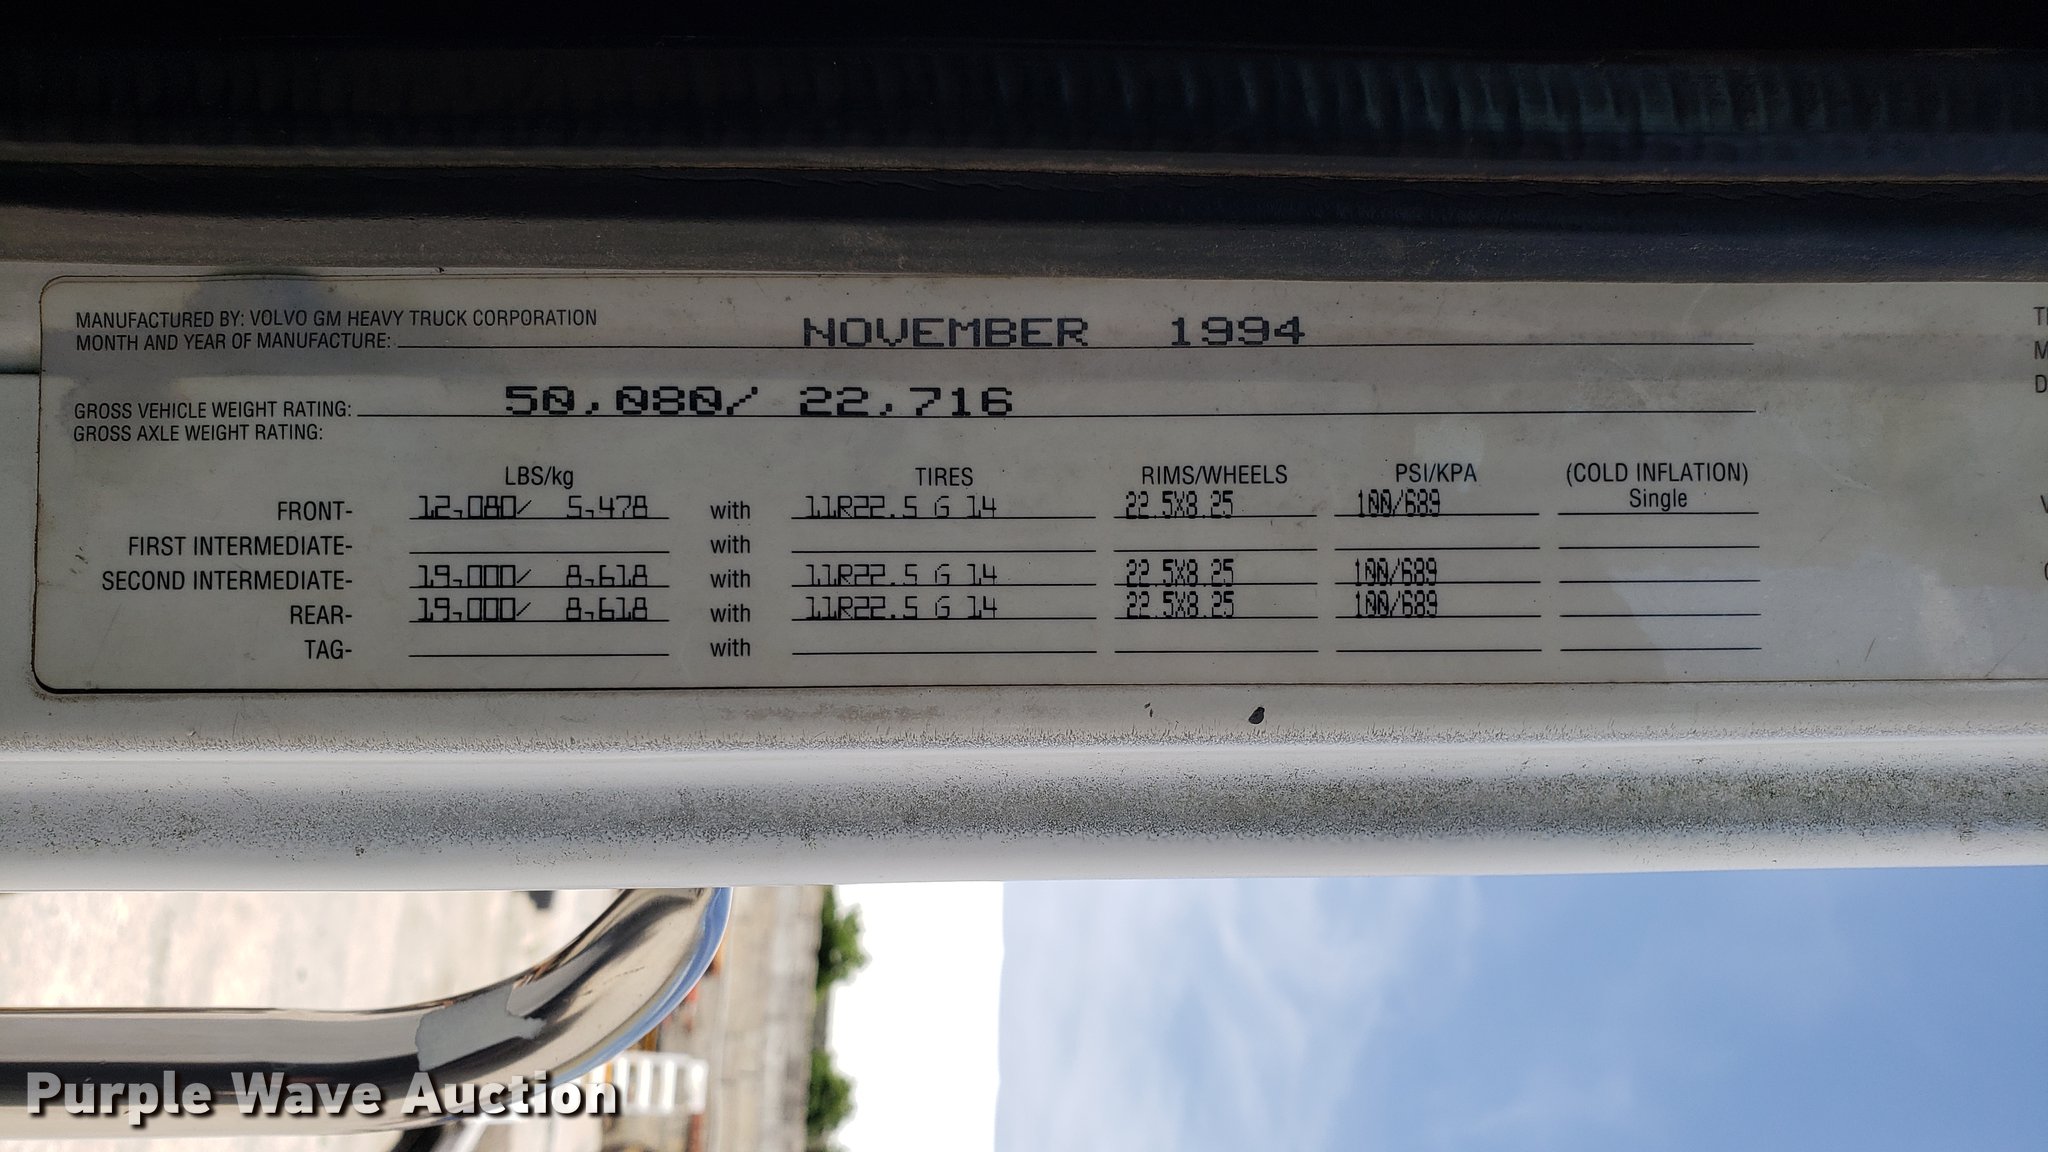 MANUFACTURED BY: VOLVO GM HEAVY TRUCK CORPORATION
MONTH AND YEAR OF MANUFACTURE: NOVEMBER 1994
GROSS VEHICLE WEIGHT RATING: 50,080/ 22,716
GROSS AXLE WEIGHT RATING:
LBS/kg TIRES RIMS/WHEELS PSI/KPA (COLD INFLATION)
FRONT- 12,080/ 5,478 with 11R22.5 G 14 22.5X8.25 100/689 Single
FIRST INTERMEDIATE- with
SECOND INTERMEDIATE- 19,000/ 8,618 with 11R22.5 G 14 22.5X8.25 100/689
REAR- 19,000/ 8,618 with 11R22.5 G 14 22.5X8.25 100/689
TAG- with
Purple Wave Auction